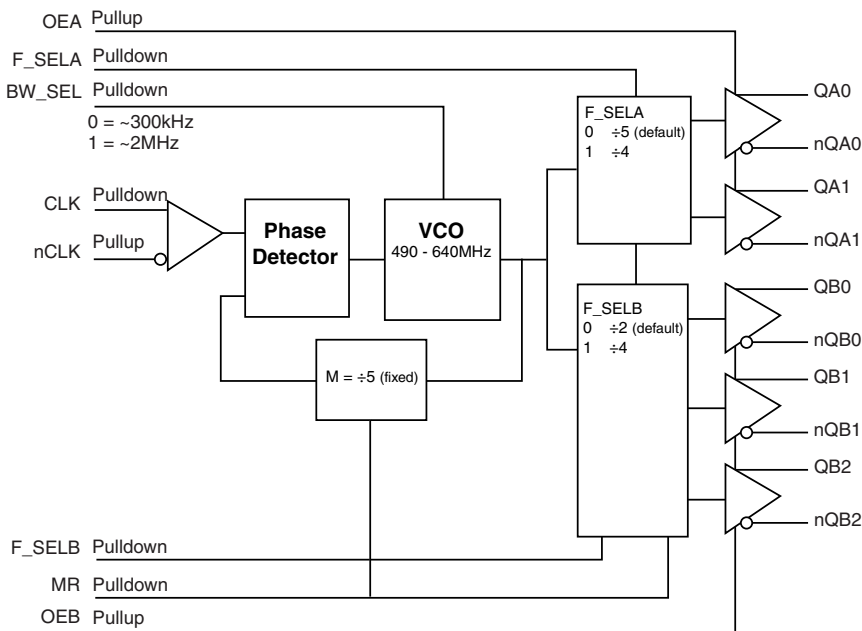 OEA Pullup
F_SELA Pulldown
BW_SEL Pulldown
0 = ~300kHz
1 = ~2MHz
CLK Pulldown
nCLK Pullup
Phase
Detector
VCO
490 - 640MHz
M = ÷5 (fixed)
F_SELA
0 ÷5 (default)
1 ÷4
F_SELB
0 ÷2 (default)
1 ÷4
QA0
nQA0
QA1
nQA1
QB0
nQB0
QB1
nQB1
QB2
nQB2
F_SELB Pulldown
MR Pulldown
OEB Pullup